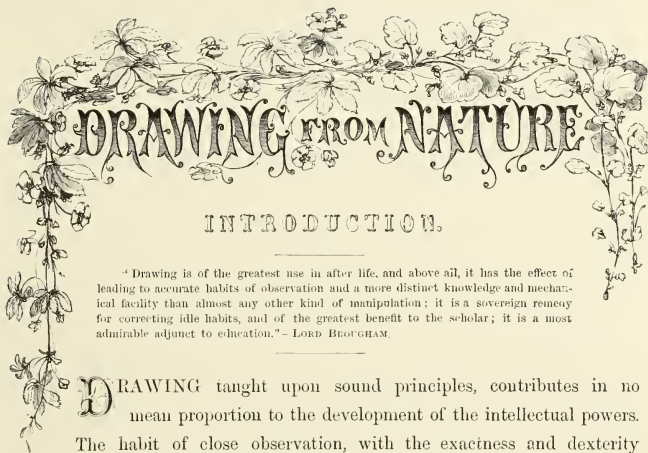 DRAWING FROM NATURE
INTRODUCTION.
"Drawing is of the greatest use in after life, and above all, it has the effect of
leading to accurate habits of observation and a more distinct knowledge and mechan-
ical facility than almost any other kind of manipulation; it is a sovereign remedy
for correcting idle habits, and of the greatest benefit to the scholar; it is a most
admirable adjunct to education."—LORD BROUGHAM.
DRAWING taught upon sound principles, contributes in no
mean proportion to the development of the intellectual powers.
The habit of close observation, with the exactness and dexterity